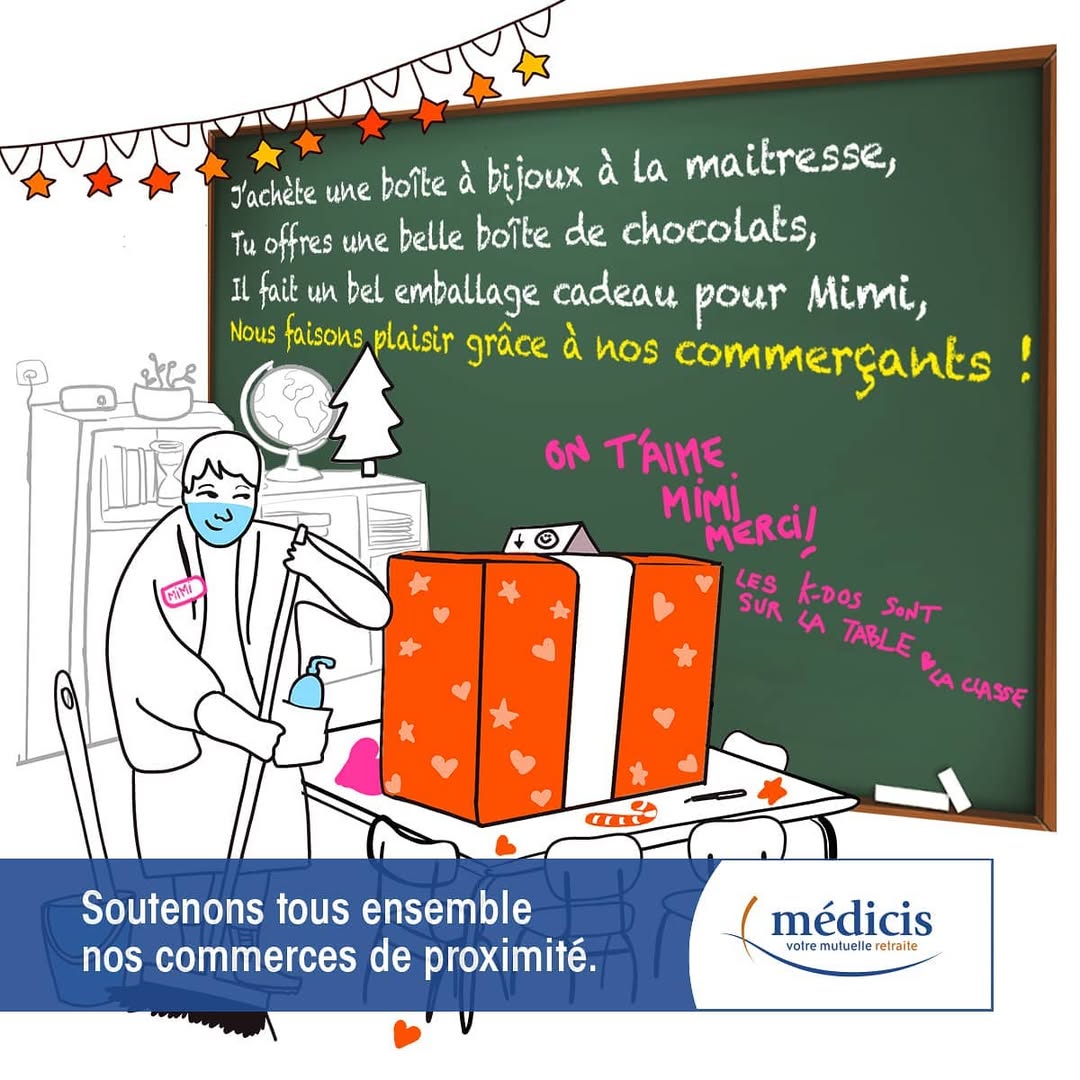 J'achète une boîte à bijoux à la maitresse,
Tu offres une belle boîte de chocolats,
Il fait un bel emballage cadeau pour Mimi,
Nous faisons plaisir grâce à nos commerçants !
ON T'AIME
MIMI
MERCI!
LES K-DOS SONT
SUR LA TABLE
LA CLASSE
MIMI
Soutenons tous ensemble
nos commerces de proximité.
médicis
votre mutuelle retraite